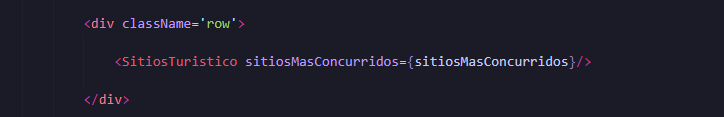 <div className='row'>
<SitiosTuristico sitiosMasConcurridos={sitiosMasConcurridos}/>
</div>